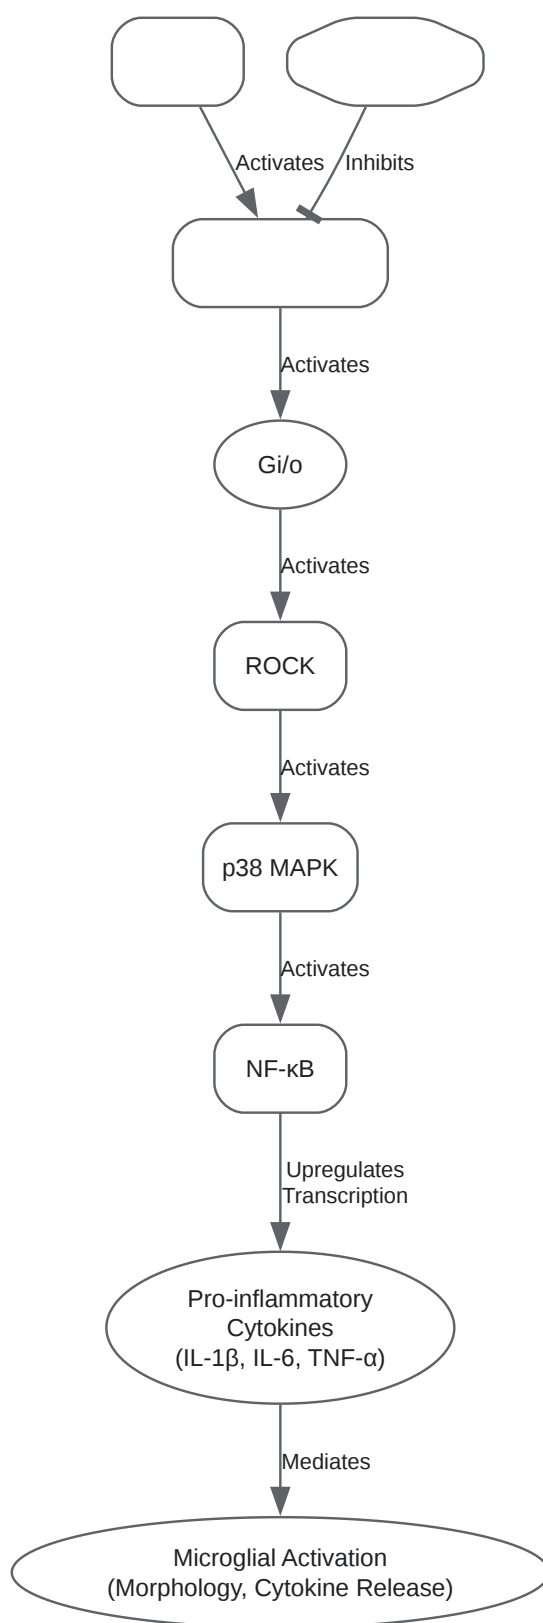 Activates
Inhibits
Activates
Gi/o
Activates
ROCK
Activates
p38 MAPK
Activates
NF-κB
Upregulates
Transcription
Pro-inflammatory
Cytokines
(IL-1β, IL-6, TNF-α)
Mediates
Microglial Activation
(Morphology, Cytokine Release)